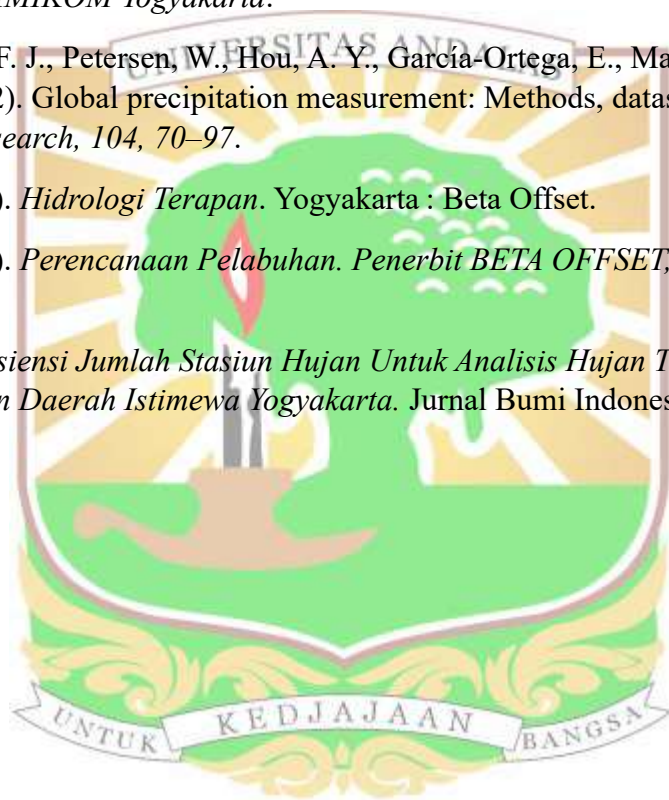 AMIKOM Yogyakarta.
UNIVERSITAS ANDALAS
F. J., Petersen, W., Hou, A. Y., García-Ortega, E., Ma
2). Global precipitation measurement: Methods, datas
earch, 104, 70–97.
). Hidrologi Terapan. Yogyakarta : Beta Offset.
). Perencanaan Pelabuhan. Penerbit BETA OFFSET,
siensi Jumlah Stasiun Hujan Untuk Analisis Hujan T
n Daerah Istimewa Yogyakarta. Jurnal Bumi Indones
UNTUK KEDJAJAAN BANGSA